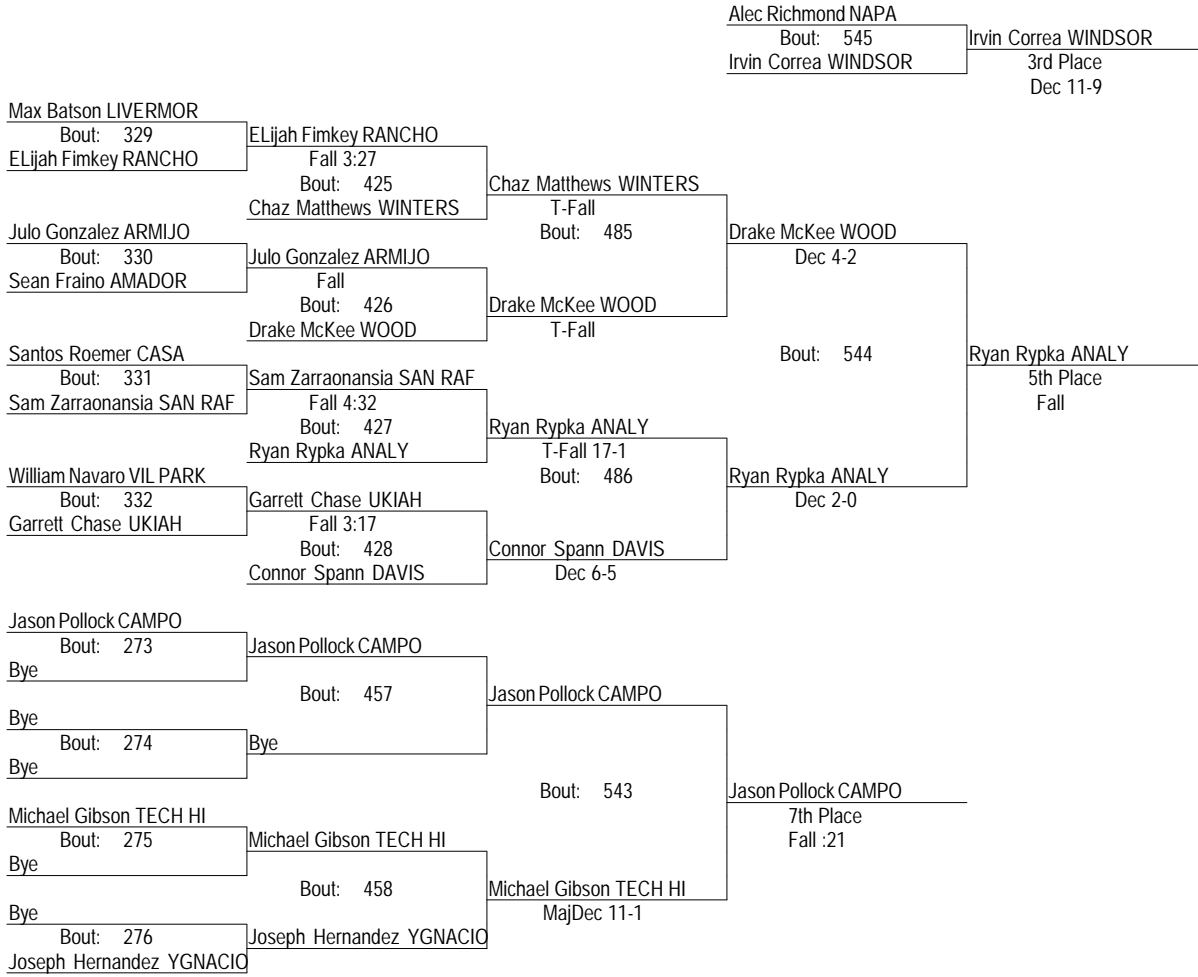 Alec Richmond NAPA
Bout: 545
Irvin Correa WINDSOR
Irvin Correa WINDSOR
3rd Place
Dec 11-9
Max Batson LIVERMOR
Bout: 329
ELijah Fimkey RANCHO
ELijah Fimkey RANCHO
Fall 3:27
Bout: 425
Chaz Matthews WINTERS
Chaz Matthews WINTERS
T-Fall
Bout: 485
Julo Gonzalez ARMIJO
Bout: 330
Sean Fraino AMADOR
Julo Gonzalez ARMIJO
Fall
Bout: 426
Drake McKee WOOD
Drake McKee WOOD
T-Fall
Drake McKee WOOD
Dec 4-2
Bout: 544
Ryan Rypka ANALY
5th Place
Fall
Santos Roemer CASA
Bout: 331
Sam Zarraonansia SAN RAF
Sam Zarraonansia SAN RAF
Fall 4:32
Bout: 427
Ryan Rypka ANALY
Ryan Rypka ANALY
T-Fall 17-1
Bout: 486
Ryan Rypka ANALY
Dec 2-0
William Navaro VIL PARK
Bout: 332
Garrett Chase UKIAH
Garrett Chase UKIAH
Fall 3:17
Bout: 428
Connor Spann DAVIS
Connor Spann DAVIS
Dec 6-5
Jason Pollock CAMPO
Bout: 273
Bye
Jason Pollock CAMPO
Bout: 457
Jason Pollock CAMPO
Bye
Bout: 274
Bye
Bye
Bout: 543
Jason Pollock CAMPO
7th Place
Fall :21
Michael Gibson TECH HI
Bout: 275
Bye
Michael Gibson TECH HI
Bout: 458
Michael Gibson TECH HI
MajDec 11-1
Bye
Bout: 276
Joseph Hernandez YGNACIO
Joseph Hernandez YGNACIO